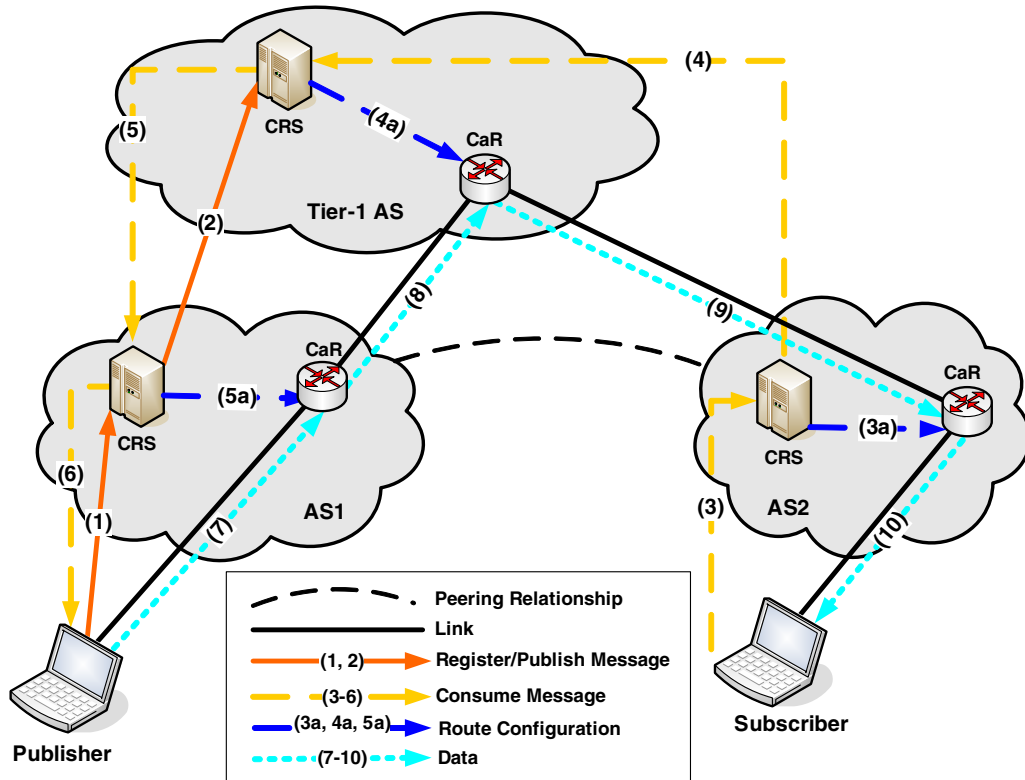 (4)
(5)
CRS
(4a)
CaR
(2)
Tier-1 AS
(8)
(9)
CaR
CaR
(5a)
CRS
(3a)
CRS
(6)
(3)
AS1
AS2
(1)
(7)
(10)
Peering Relationship
Link
(1, 2) Register/Publish Message
(3-6) Consume Message
(3a, 4a, 5a) Route Configuration
(7-10) Data
Publisher
Subscriber